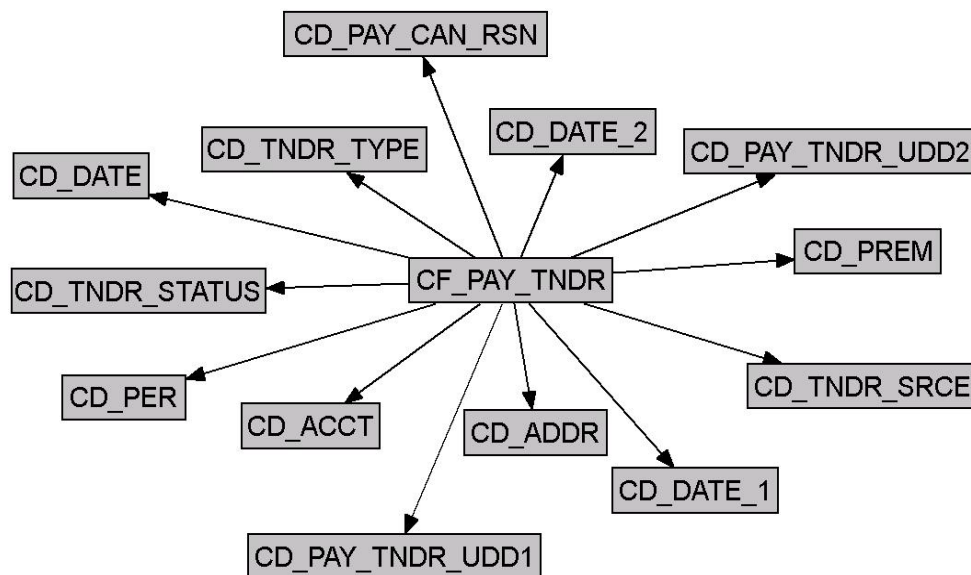 CD_PAY_CAN_RSN
CD_DATE_2
CD_TNDR_TYPE
CD_PAY_TNDR_UDD2
CD_DATE
CD_PREM
CF_PAY_TNDR
CD_TNDR_STATUS
CD_TNDR_SRCE
CD_PER
CD_ACCT
CD_ADDR
CD_DATE_1
CD_PAY_TNDR_UDD1